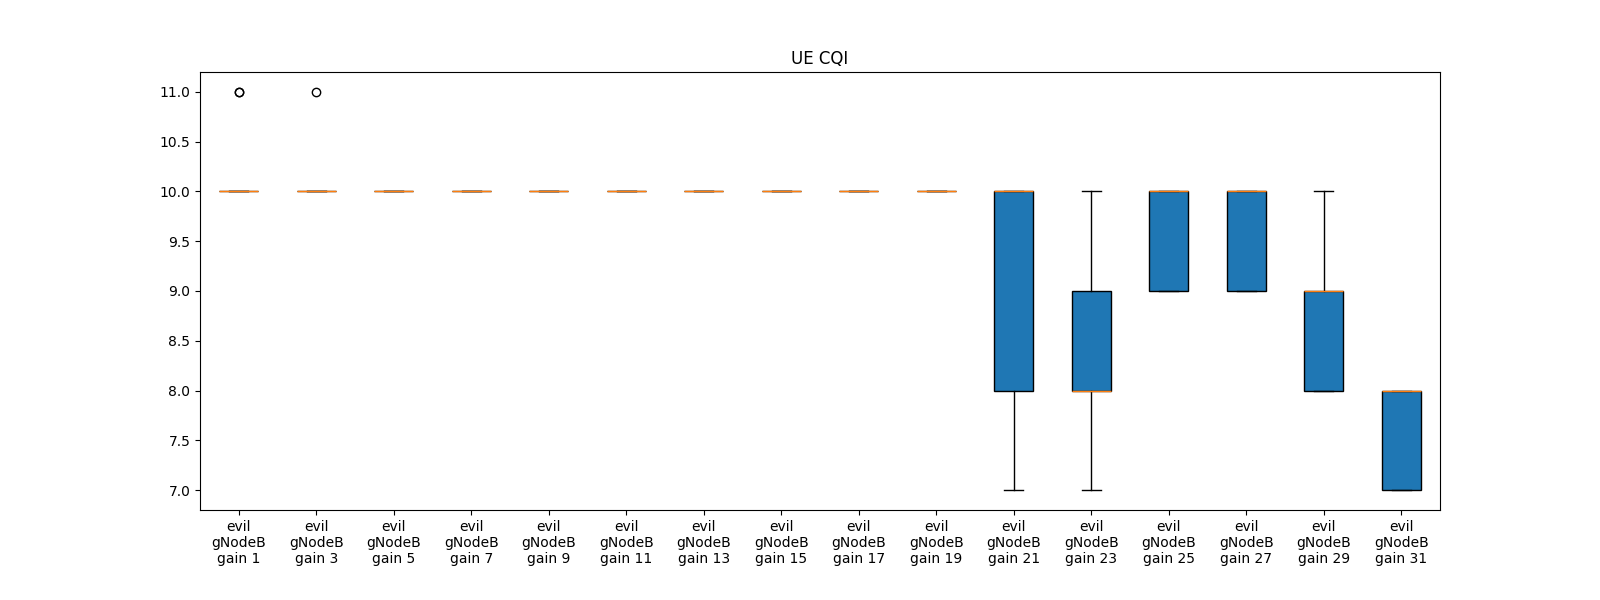 UE CQI
11.0
10.5
10.0
9.5
9.0
8.5
8.0
7.5
7.0
evil
gNodeB
gain 1
evil
gNodeB
gain 3
evil
gNodeB
gain 5
evil
gNodeB
gain 7
evil
gNodeB
gain 9
evil
gNodeB
gain 11
evil
gNodeB
gain 13
evil
gNodeB
gain 15
evil
gNodeB
gain 17
evil
gNodeB
gain 19
evil
gNodeB
gain 21
evil
gNodeB
gain 23
evil
gNodeB
gain 25
evil
gNodeB
gain 27
evil
gNodeB
gain 29
evil
gNodeB
gain 31